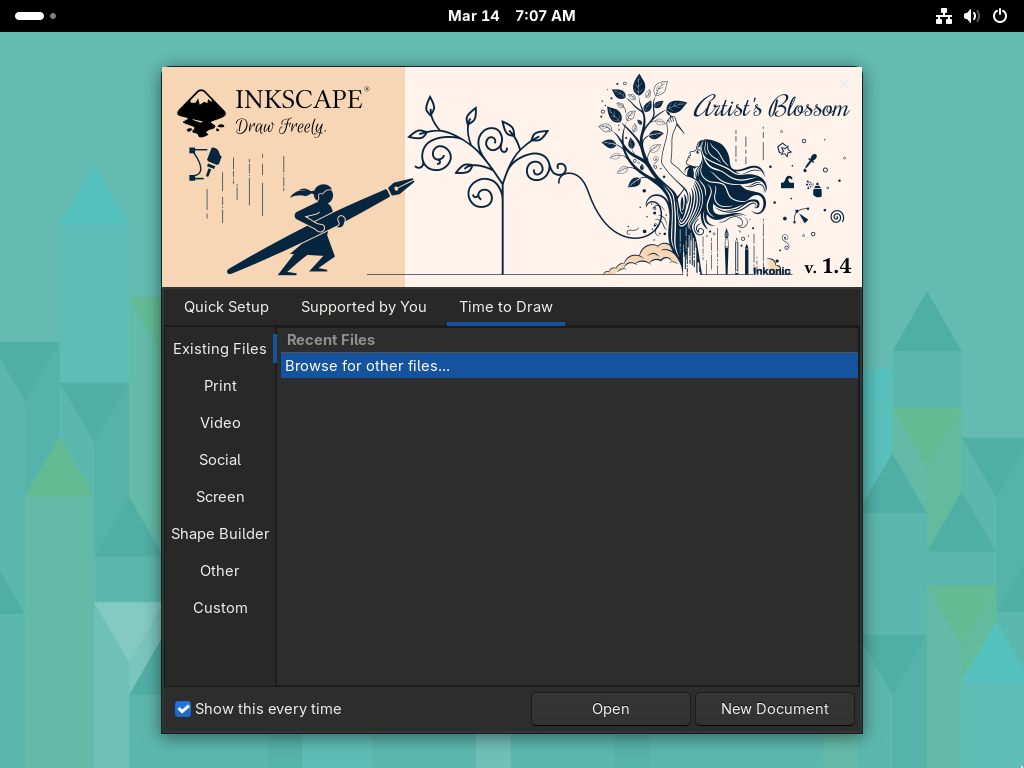 Mar 14 7:07 AM
INKSCAPE®
Draw Freely.
Artist's Blossom
Inkonic
v. 1.4
Quick Setup
Supported by You
Time to Draw
Existing Files
Print
Video
Social
Screen
Shape Builder
Other
Custom
Recent Files
Browse for other files...
Show this every time
Open
New Document